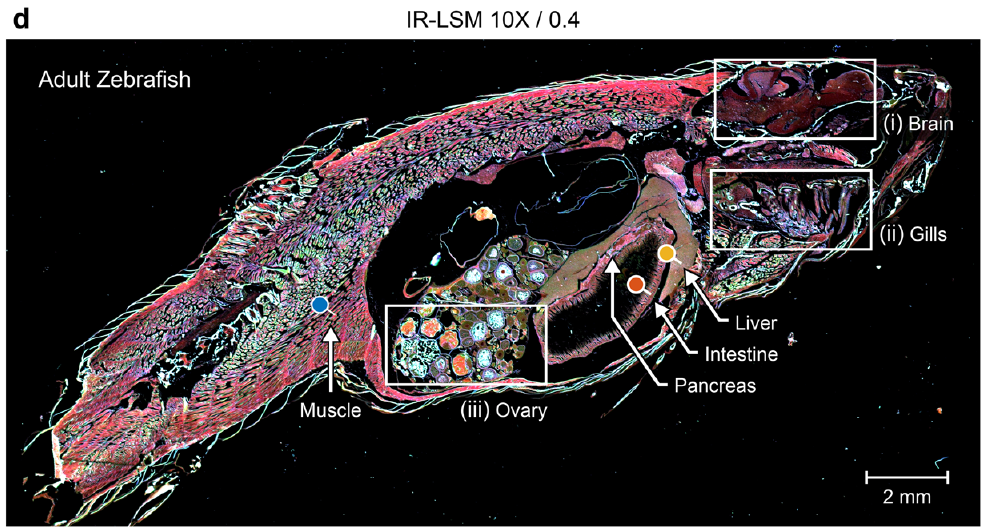 d
IR-LSM 10X / 0.4
Adult Zebrafish
(i) Brain
(ii) Gills
Liver
Intestine
Pancreas
Muscle
(iii) Ovary
2 mm